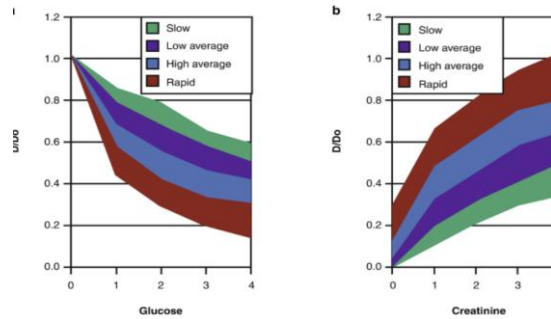 b
1.2
1.0
0.8
0.6
0.4
0.2
0.0
D/Do
Slow
Low average
High average
Rapid
0 1 2 3 4
Glucose
1.2
1.0
0.8
0.6
0.4
0.2
0.0
D/Do
Slow
Low average
High average
Rapid
0 1 2 3
Creatinine